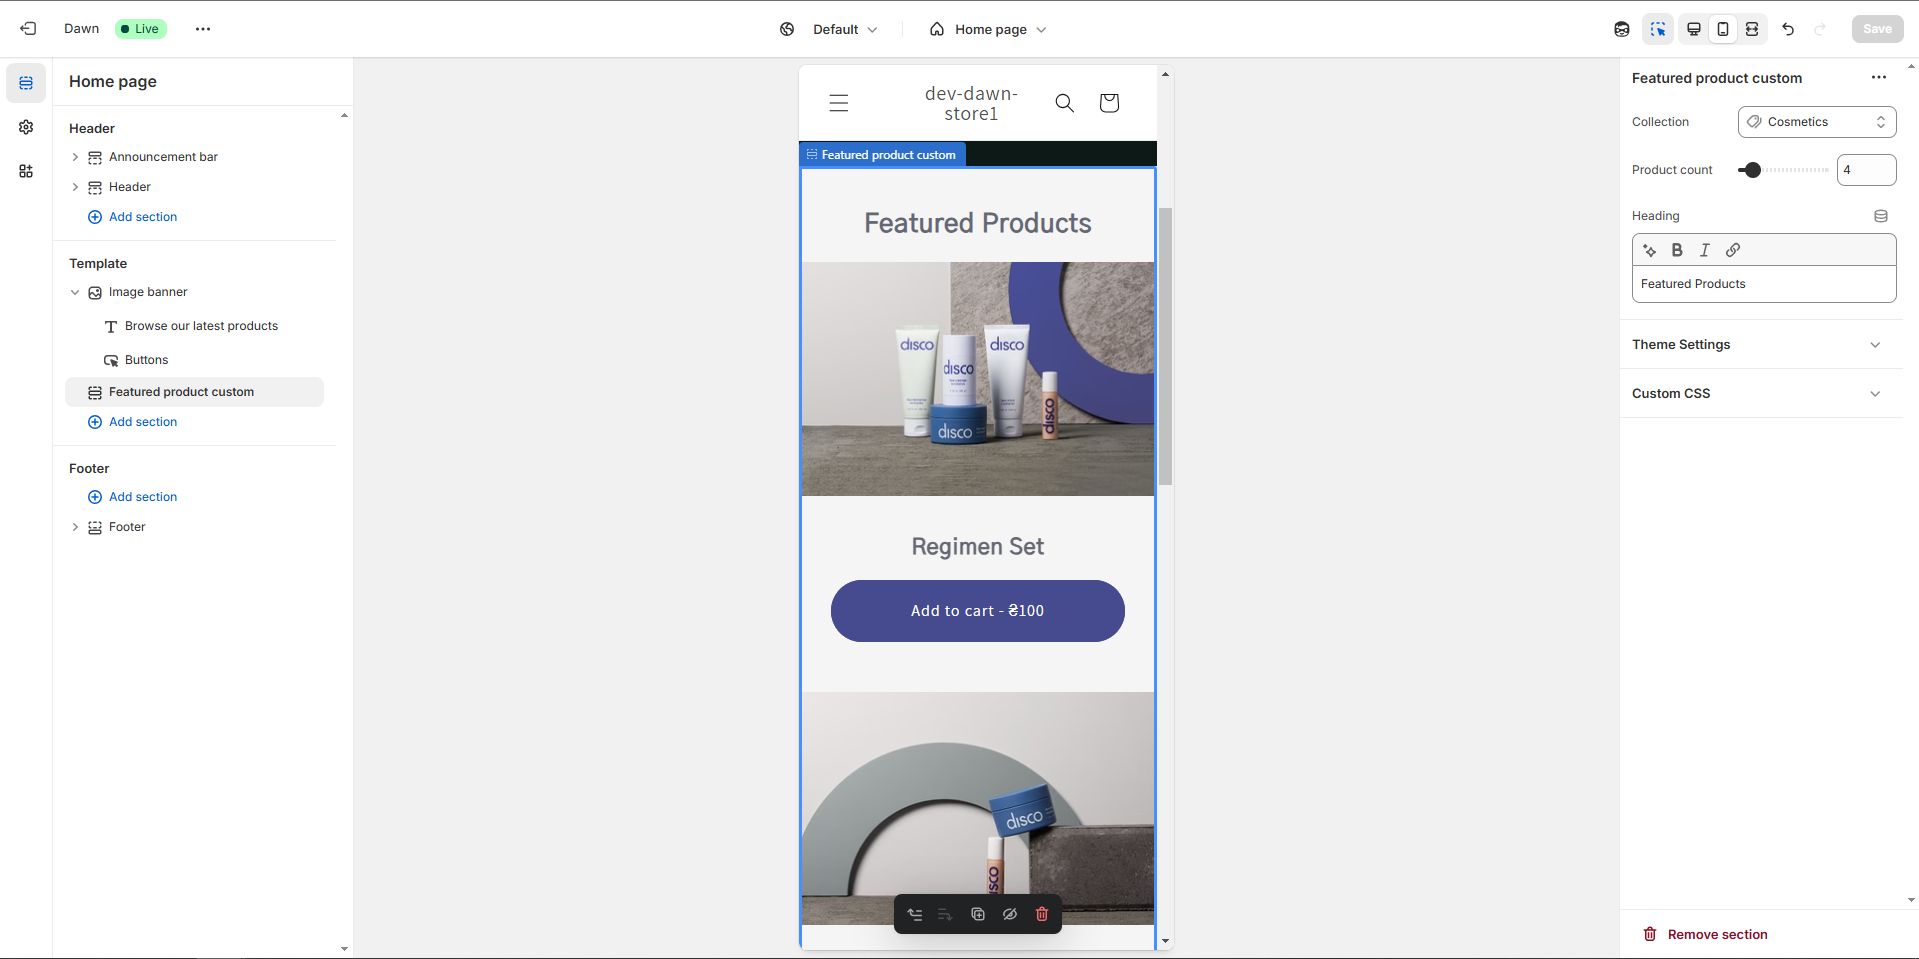 Dawn
Live
Default
Home page
Save
Home page
Header
Announcement bar
Header
Add section
Template
Image banner
Browse our latest products
Buttons
Featured product custom
Add section
Footer
Add section
Footer
dev-dawn-
store1
Featured product custom
Featured Products
disco
disco
disco
disco
disco
Regimen Set
Add to cart - ₴100
disco
disco
Featured product custom
Collection
Cosmetics
Product count
4
Heading
B I
Featured Products
Theme Settings
Custom CSS
Remove section